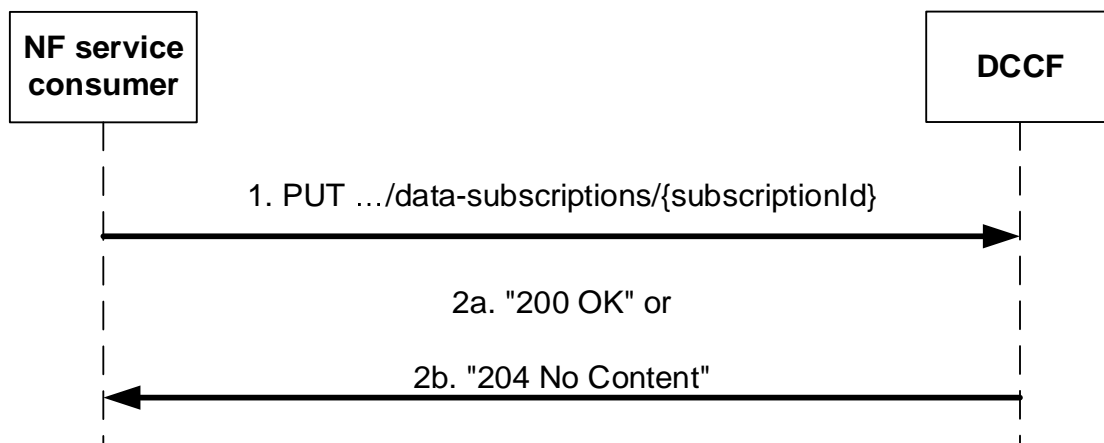 NF service
consumer
DCCF
1. PUT …/data-subscriptions/{subscriptionId}
2a. "200 OK" or
2b. "204 No Content"